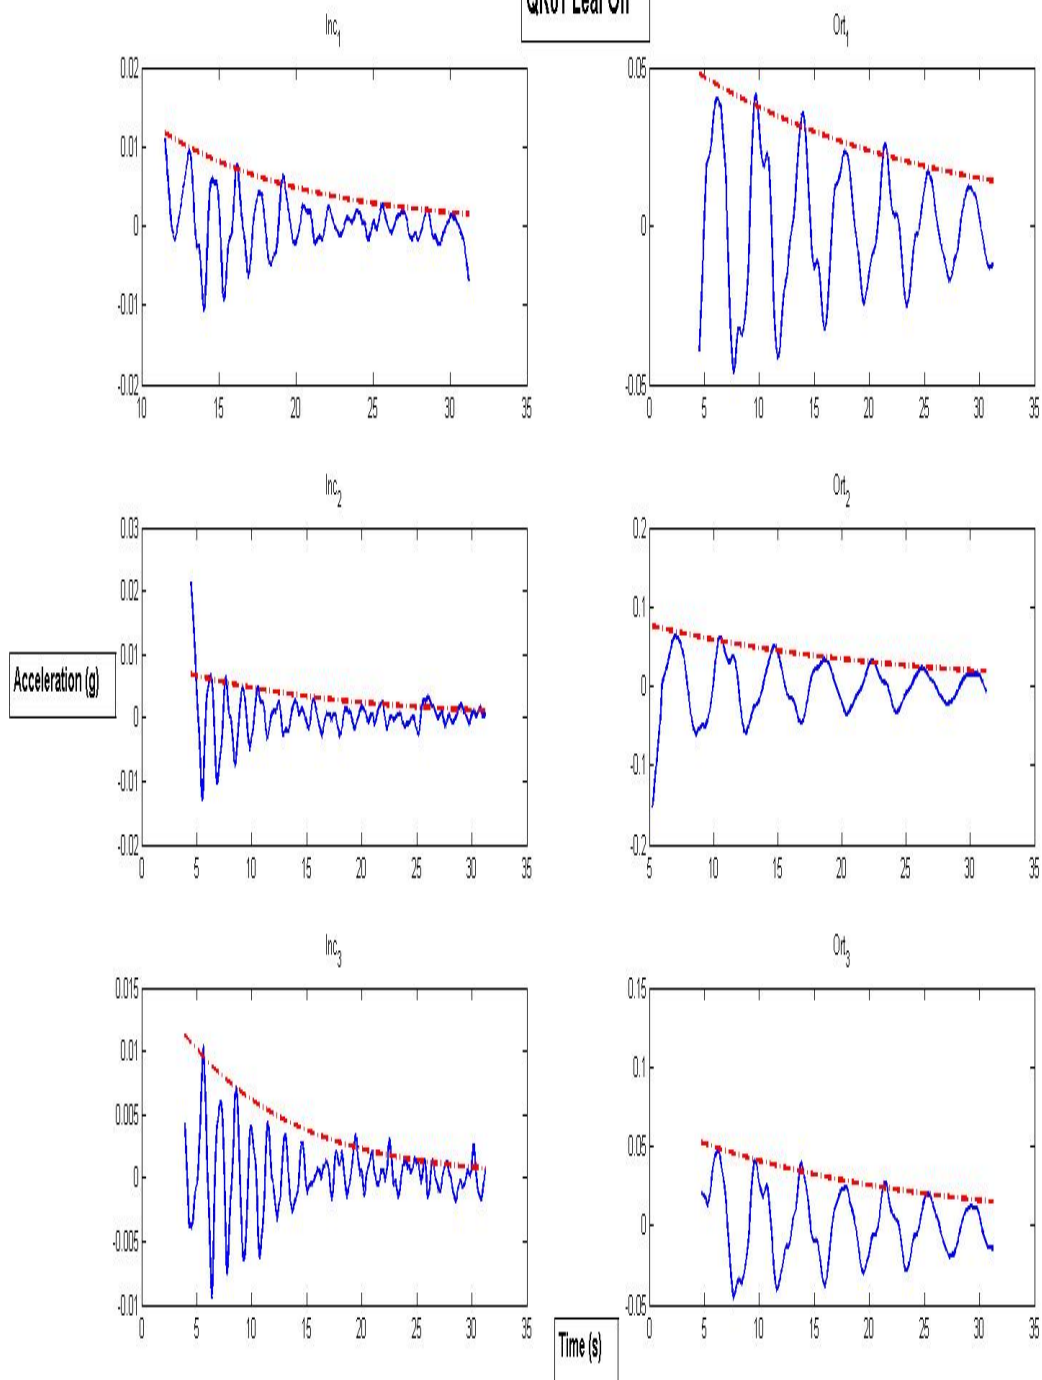 QR01 Leaf Off
Inc1 Ort1
0.02 0.05
0.01
0 0
-0.01
-0.02 -0.05
10 15 20 25 30 35 0 5 10 15 20 25 30 35
Inc2 Ort2
0.03 0.2
0.02 0.1
0.01
0 0
-0.01 -0.1
-0.02 -0.2
0 5 10 15 20 25 30 35 5 10 15 20 25 30 35
Acceleration (g)
Inc3 Ort3
0.015 0.15
0.01 0.1
0.005 0.05
0 0
-0.005
-0.01 -0.05
0 5 10 15 20 25 30 35 0 5 10 15 20 25 30 35
Time (s)